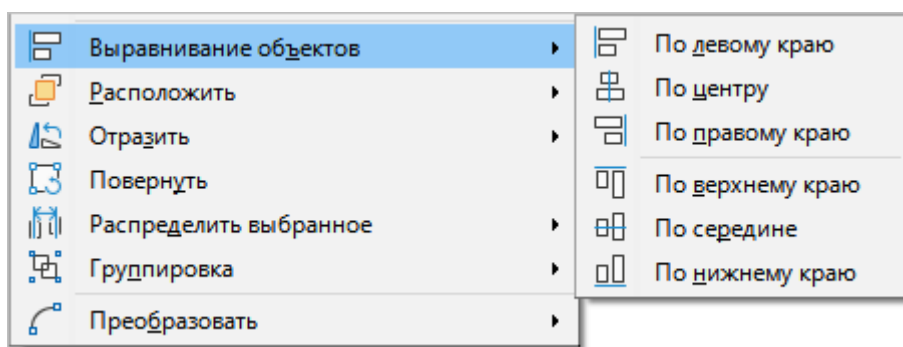 Выравнивание объектов
Расположить
Отразить
Повернуть
Распределить выбранное
Группировка
Преобразовать
По левому краю
По центру
По правому краю
По верхнему краю
По середине
По нижнему краю